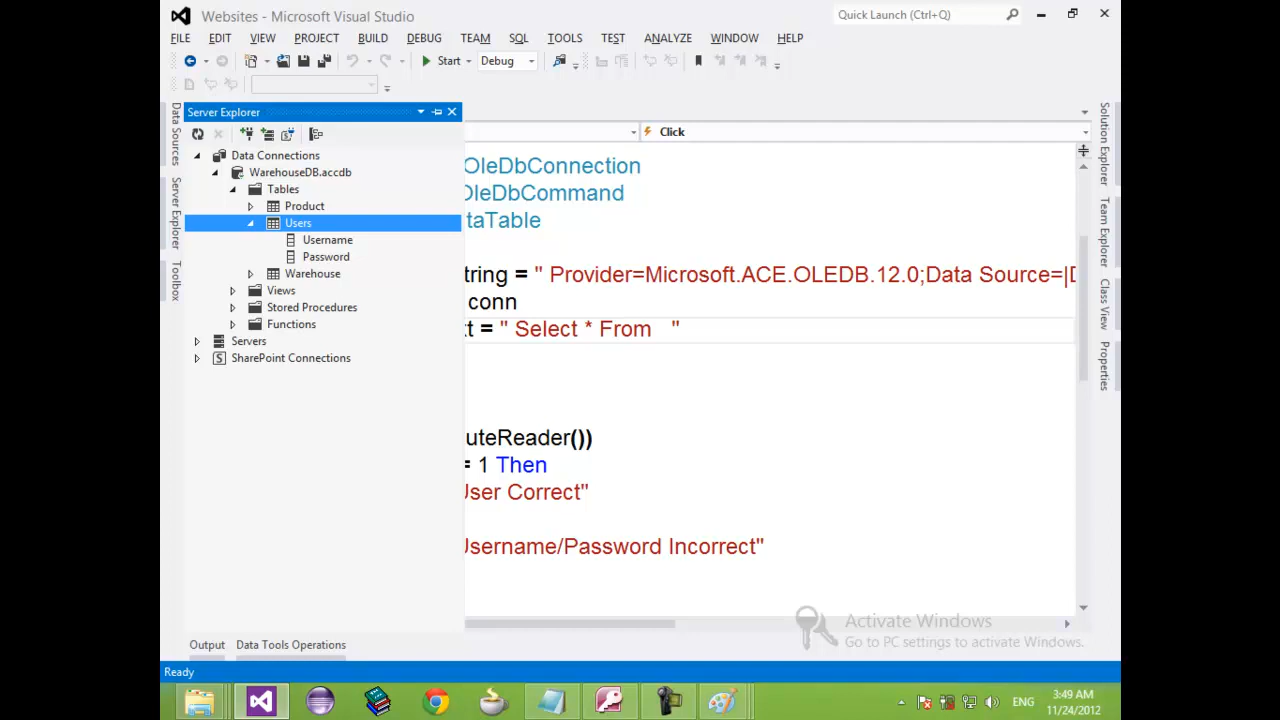 Websites - Microsoft Visual Studio
Quick Launch (Ctrl+Q)
FILE EDIT VIEW PROJECT BUILD DEBUG TEAM SQL TOOLS TEST ANALYZE WINDOW HELP
Start Debug
Server Explorer
Click
Data Sources
Server Explorer
Toolbox
Data Connections
WarehouseDB.accdb
Tables
Product
Users
Username
Password
Warehouse
Views
Stored Procedures
Functions
Servers
SharePoint Connections
OleDbConnection
OleDbCommand
taTable
tring = " Provider=Microsoft.ACE.OLEDB.12.0;Data Source=|D
conn
xt = " Select * From   "
uteReader())
= 1 Then
User Correct"
Username/Password Incorrect"
Solution Explorer
Team Explorer
Class View
Properties
Activate Windows
Go to PC settings to activate Windows.
Output Data Tools Operations
Ready
ENG
3:49 AM
11/24/2012